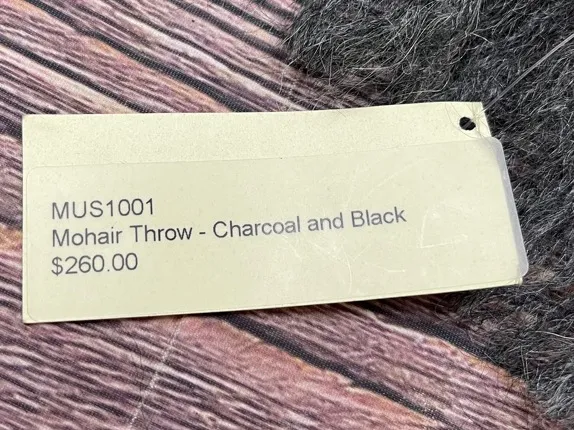 MUS1001
Mohair Throw - Charcoal and Black
$260.00